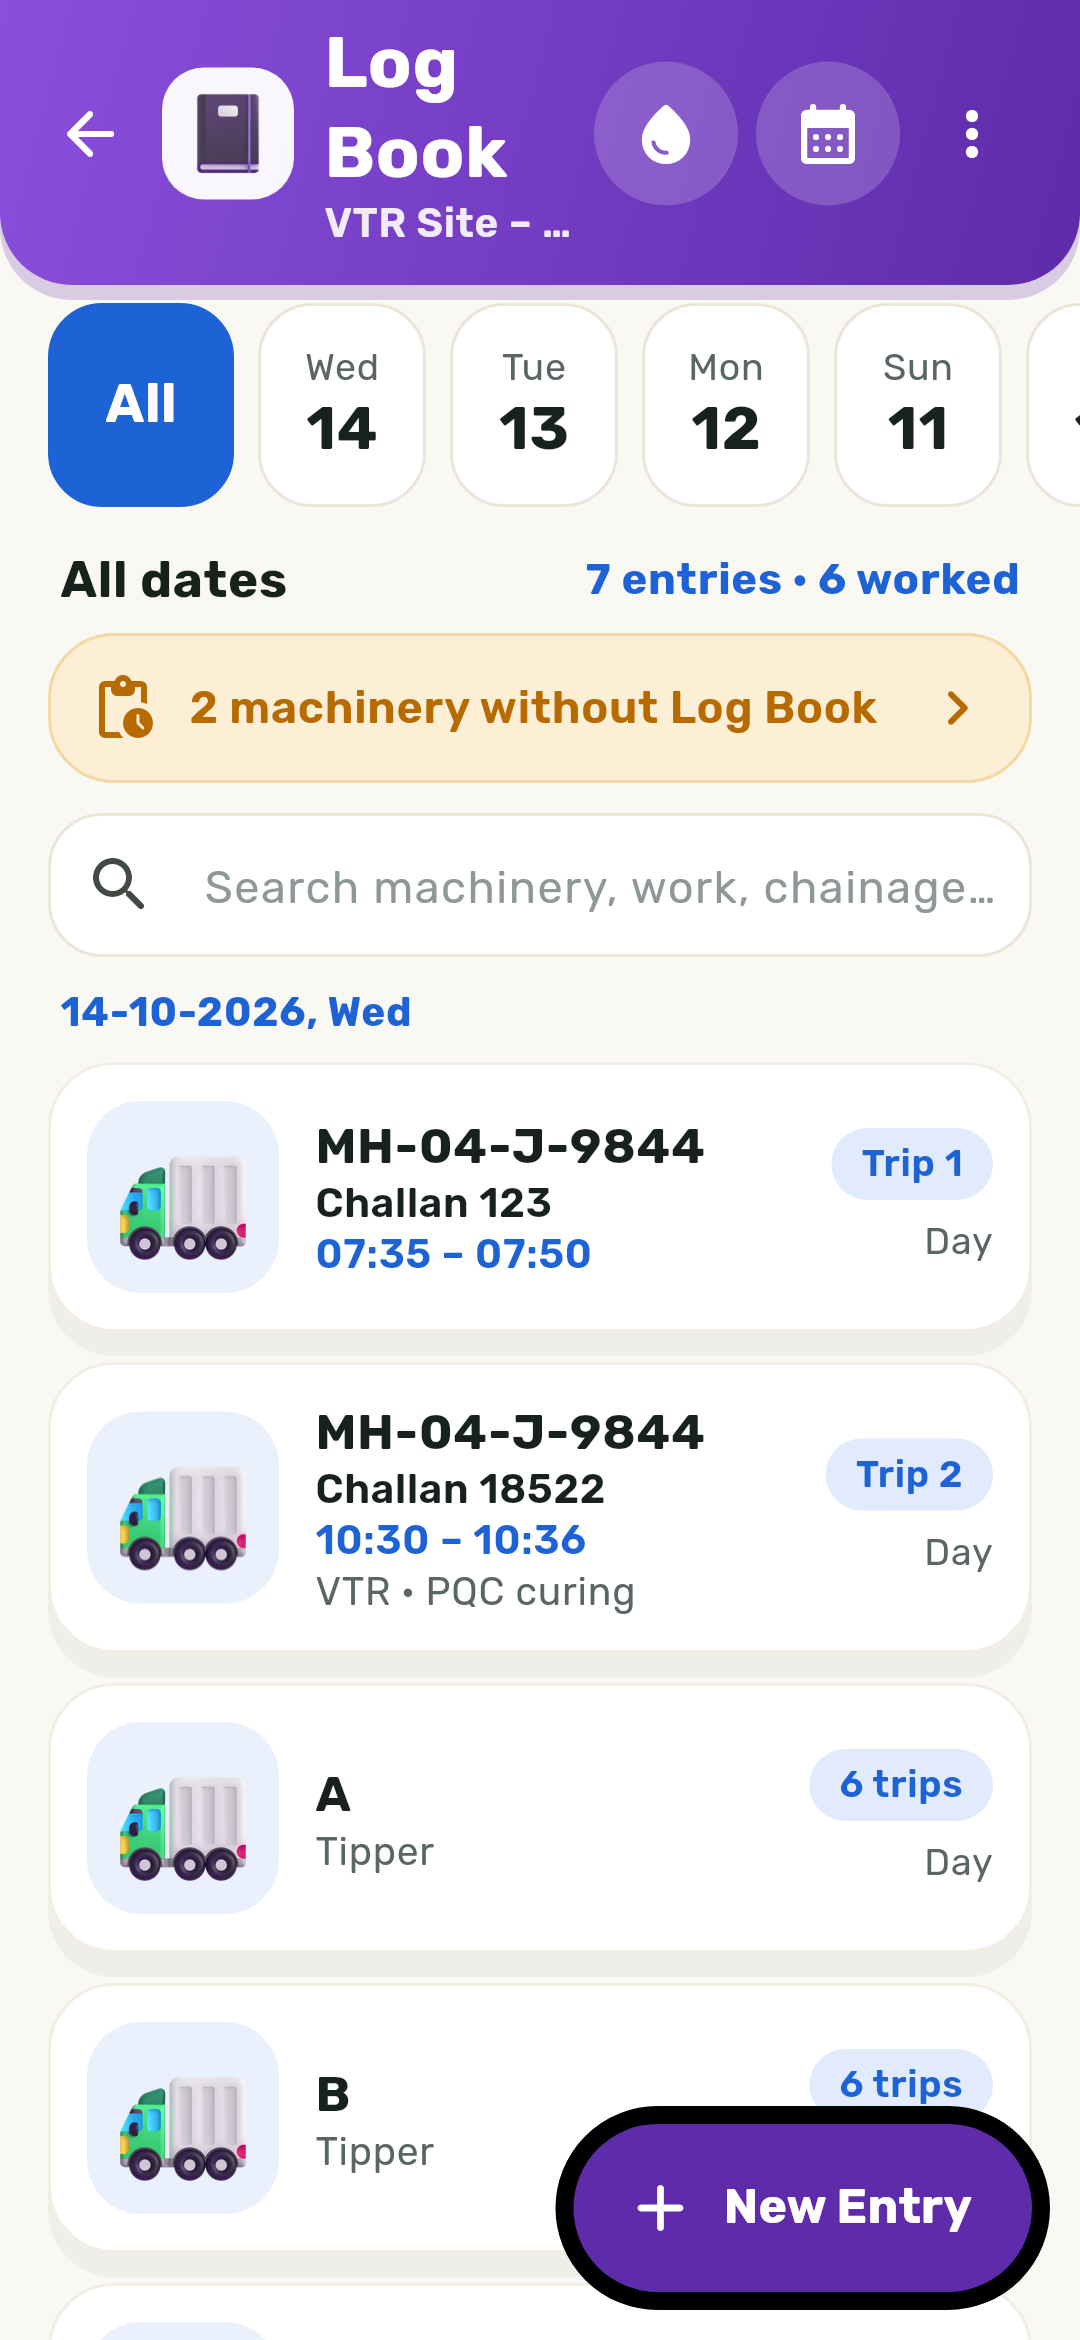 Log
Book
VTR Site – ...
All
Wed
14
Tue
13
Mon
12
Sun
11
All dates
7 entries • 6 worked
2 machinery without Log Book
Search machinery, work, chainage...
14-10-2026, Wed
MH-04-J-9844
Challan 123
07:35 – 07:50
Trip 1
Day
MH-04-J-9844
Challan 18522
10:30 – 10:36
VTR • PQC curing
Trip 2
Day
A
Tipper
6 trips
Day
B
Tipper
6 trips
New Entry